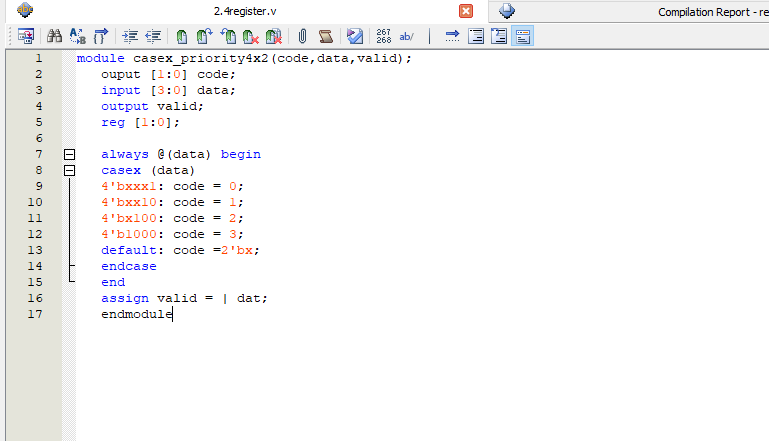 2.4register.v
Compilation Report - re
267
268
ab/
1 module casex_priority4x2(code,data,valid);
2 ouput [1:0] code;
3 input [3:0] data;
4 output valid;
5 reg [1:0];
6
7 always @(data) begin
8 casex (data)
9 4'bxxx1: code = 0;
10 4'bxx10: code = 1;
11 4'bx100: code = 2;
12 4'b1000: code = 3;
13 default: code =2'bx;
14 endcase
15 end
16 assign valid = | dat;
17 endmodule